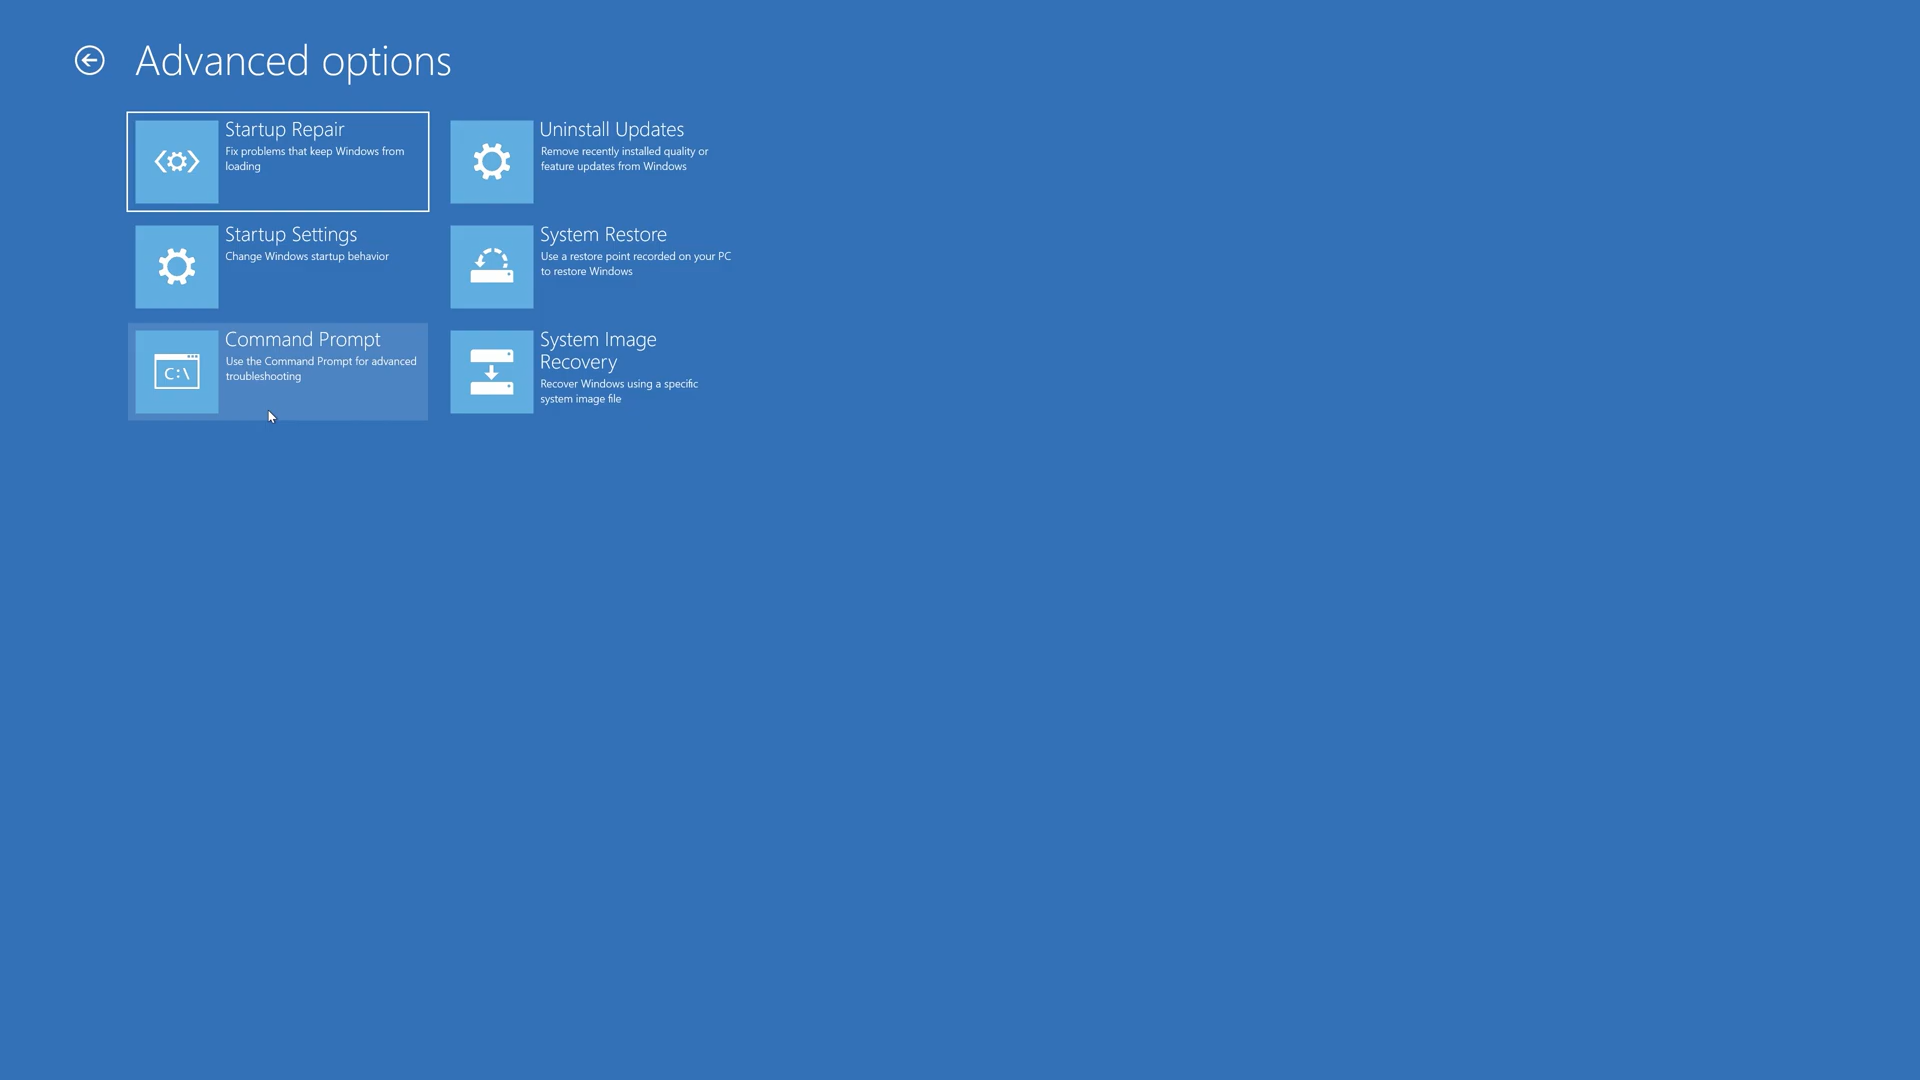 Advanced options
Startup Repair
Fix problems that keep Windows from
loading
Uninstall Updates
Remove recently installed quality or
feature updates from Windows
Startup Settings
Change Windows startup behavior
System Restore
Use a restore point recorded on your PC
to restore Windows
C:\
Command Prompt
Use the Command Prompt for advanced
troubleshooting
System Image
Recovery
Recover Windows using a specific
system image file